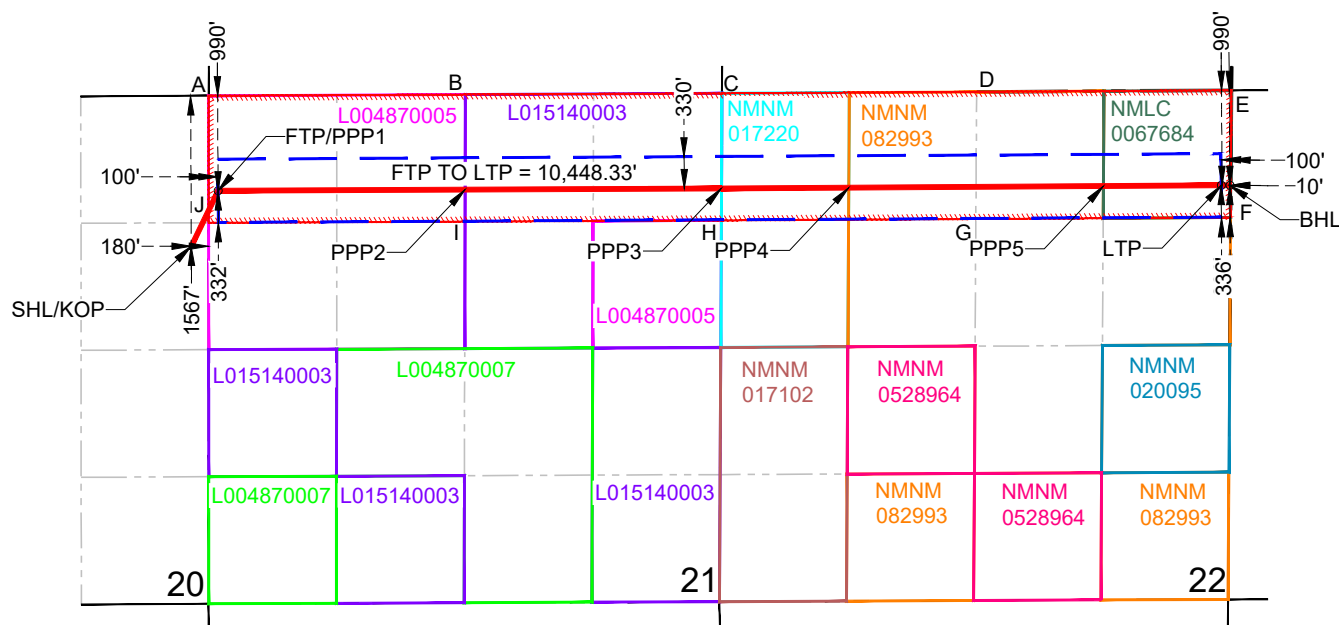 990'
990'
A
B
C
D
E
L004870005
L015140003
330'
NMNM
017220
NMNM
082993
NMLC
0067684
FTP/PPP1
100'
FTP TO LTP = 10,448.33'
100'
10'
J
I
H
G
F
BHL
180'
PPP2
PPP3
PPP4
PPP5
LTP
SHL/KOP
1567'
332'
336'
L004870005
L015140003
L004870007
NMNM
017102
NMNM
0528964
NMNM
020095
L004870007
L015140003
L015140003
NMNM
082993
NMNM
0528964
NMNM
082993
20
21
22